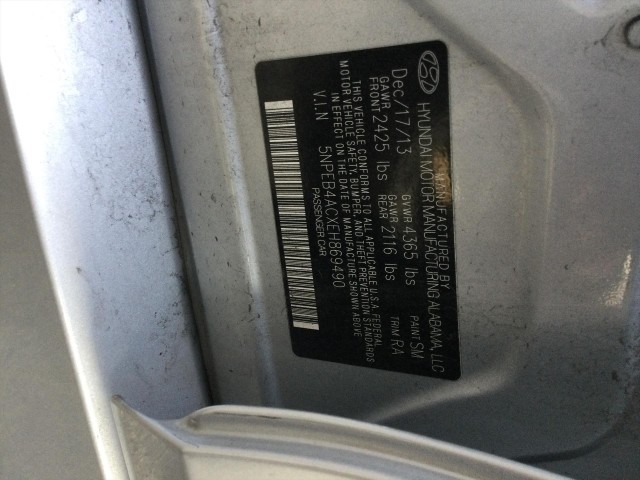 MANUFACTURED BY
HYUNDAI MOTOR MANUFACTURING ALABAMA, LLC
Dec/17/13 GVWR 4365 lbs PAINT SM
GAWR FRONT 2425 lbs GAWR REAR 2116 lbs TRIM RA
THIS VEHICLE CONFORMS TO ALL APPLICABLE U.S.A. FEDERAL
MOTOR VEHICLE SAFETY, BUMPER, AND THEFT PREVENTION STANDARDS
IN EFFECT ON THE DATE OF MANUFACTURE SHOWN ABOVE
V.I.N 5NPEB4ACXEH869490
PASSENGER CAR